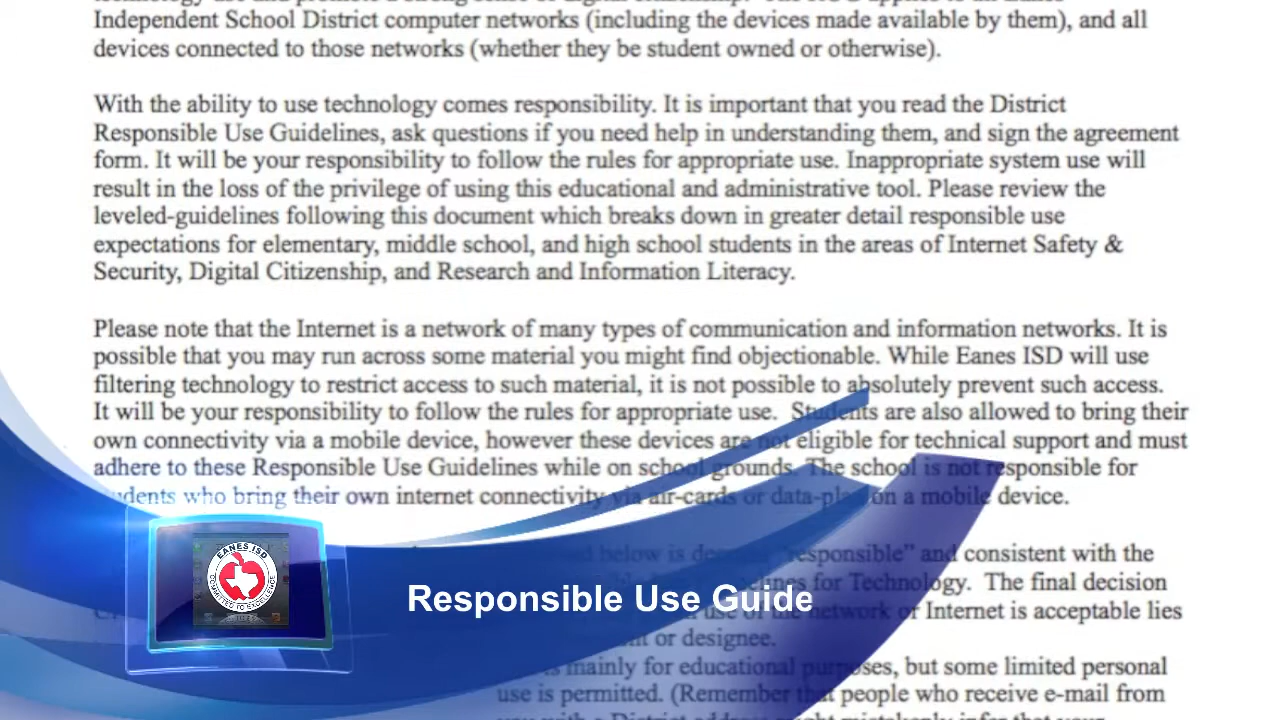 Independent School District computer networks (including the devices made available by them), and all
devices connected to those networks (whether they be student owned or otherwise).
With the ability to use technology comes responsibility. It is important that you read the District
Responsible Use Guidelines, ask questions if you need help in understanding them, and sign the agreement
form. It will be your responsibility to follow the rules for appropriate use. Inappropriate system use will
result in the loss of the privilege of using this educational and administrative tool. Please review the
leveled-guidelines following this document which breaks down in greater detail responsible use
expectations for elementary, middle school, and high school students in the areas of Internet Safety &
Security, Digital Citizenship, and Research and Information Literacy.
Please note that the Internet is a network of many types of communication and information networks. It is
possible that you may run across some material you might find objectionable. While Eanes ISD will use
filtering technology to restrict access to such material, it is not possible to absolutely prevent such access.
It will be your responsibility to follow the rules for appropriate use. Students are also allowed to bring their
own connectivity via a mobile device, however these devices are not eligible for technical support and must
adhere to these Responsible Use Guidelines while on school grounds. The school is not responsible for
students who bring their own internet connectivity via air-cards or data-plan on a mobile device.
below is "responsible" and consistent with the
for Technology. The final decision
use of the network or Internet is acceptable lies
or designee.
mainly for educational purposes, but some limited personal
use is permitted. (Remember that people who receive e-mail from
EANES ISD
COMMITTED TO EXCELLENCE
Responsible Use Guide